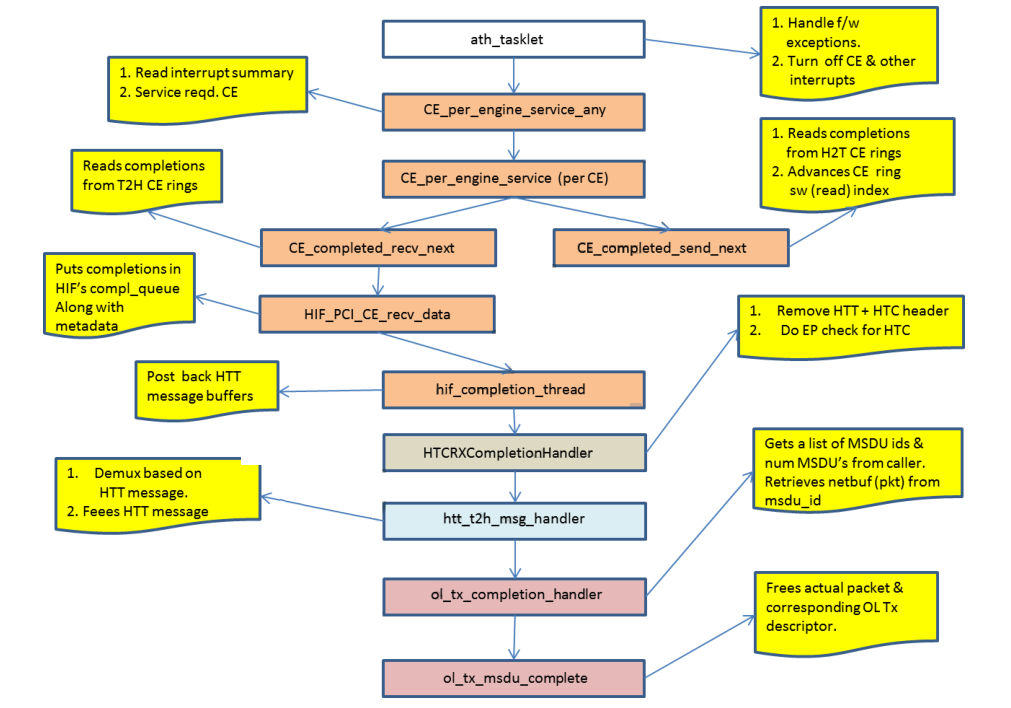 ath_tasklet
1. Handle f/w
exceptions.
2. Turn off CE & other
interrupts
1. Read interrupt summary
2. Service reqd. CE
CE_per_engine_service_any
1. Reads completions
from H2T CE rings
2. Advances CE ring
sw (read) index
Reads completions
from T2H CE rings
CE_per_engine_service (per CE)
CE_completed_recv_next
CE_completed_send_next
Puts completions in
HIF's compl_queue
Along with
metadata
HIF_PCI_CE_recv_data
1. Remove HTT + HTC header
2. Do EP check for HTC
Post back HTT
message buffers
hif_completion_thread
HTCRXCompletionHandler
Gets a list of MSDU ids &
num MSDU's from caller.
Retrieves netbuf (pkt) from
msdu_id
1. Demux based on
HTT message.
2. Feees HTT message
htt_t2h_msg_handler
ol_tx_completion_handler
Frees actual packet &
corresponding OL Tx
descriptor.
ol_tx_msdu_complete